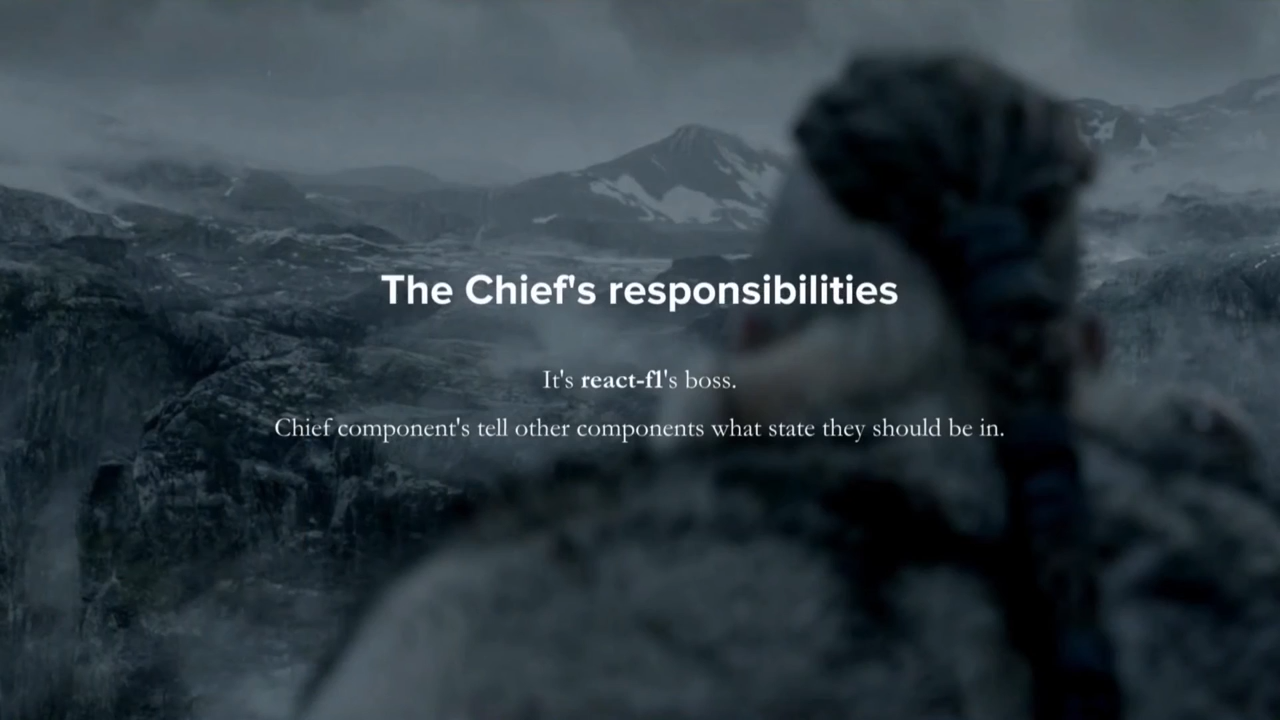 The Chief's responsibilities
It's react-f1's boss.
Chief component's tell other components what state they should be in.